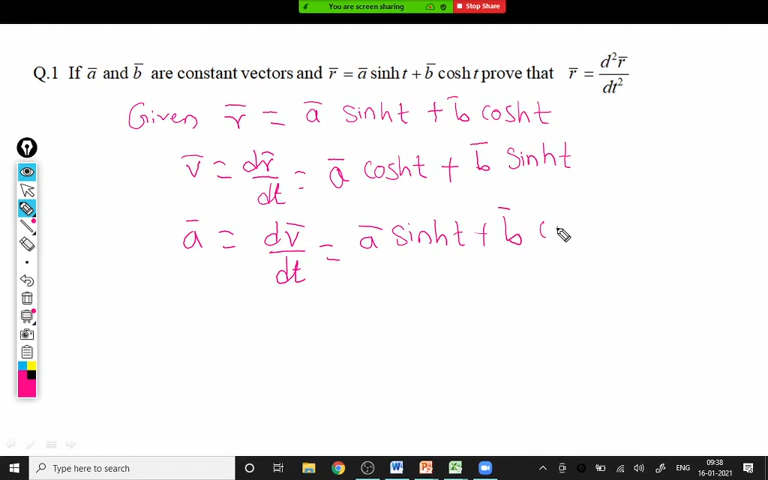 You are screen sharing Stop Share
Q.1 If a̅ and b̅ are constant vectors and r̅ = a̅ sinh t + b̅ cosh t prove that r̅ = d²r̅/dt²
Given r̅ = a̅ sinht + b̅ cosht
v̅ = dr̅/dt = a̅ cosht + b̅ sinht
a̅ = dv̅/dt = a̅ sinht + b̅ c
Type here to search
ENG
09:38
16-01-2021